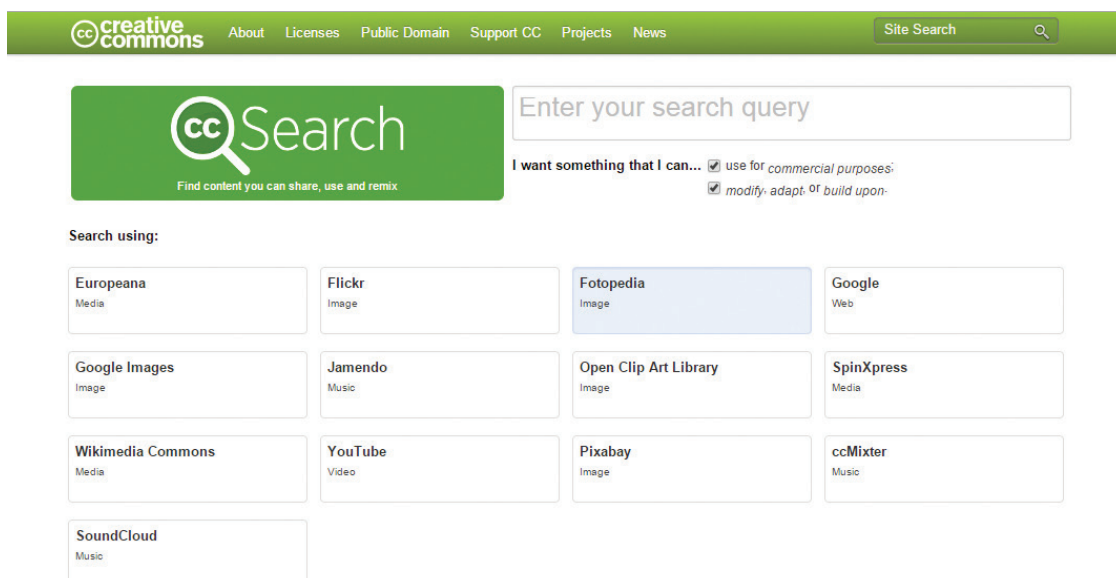 cc creative commons About Licenses Public Domain Support CC Projects News Site Search
cc Search
Find content you can share, use and remix
Enter your search query
I want something that I can... use for commercial purposes;
modify, adapt, or build upon.
Search using:
Europeana
Media
Flickr
Image
Fotopedia
Image
Google
Web
Google Images
Image
Jamendo
Music
Open Clip Art Library
Image
SpinXpress
Media
Wikimedia Commons
Media
YouTube
Video
Pixabay
Image
ccMixter
Music
SoundCloud
Music